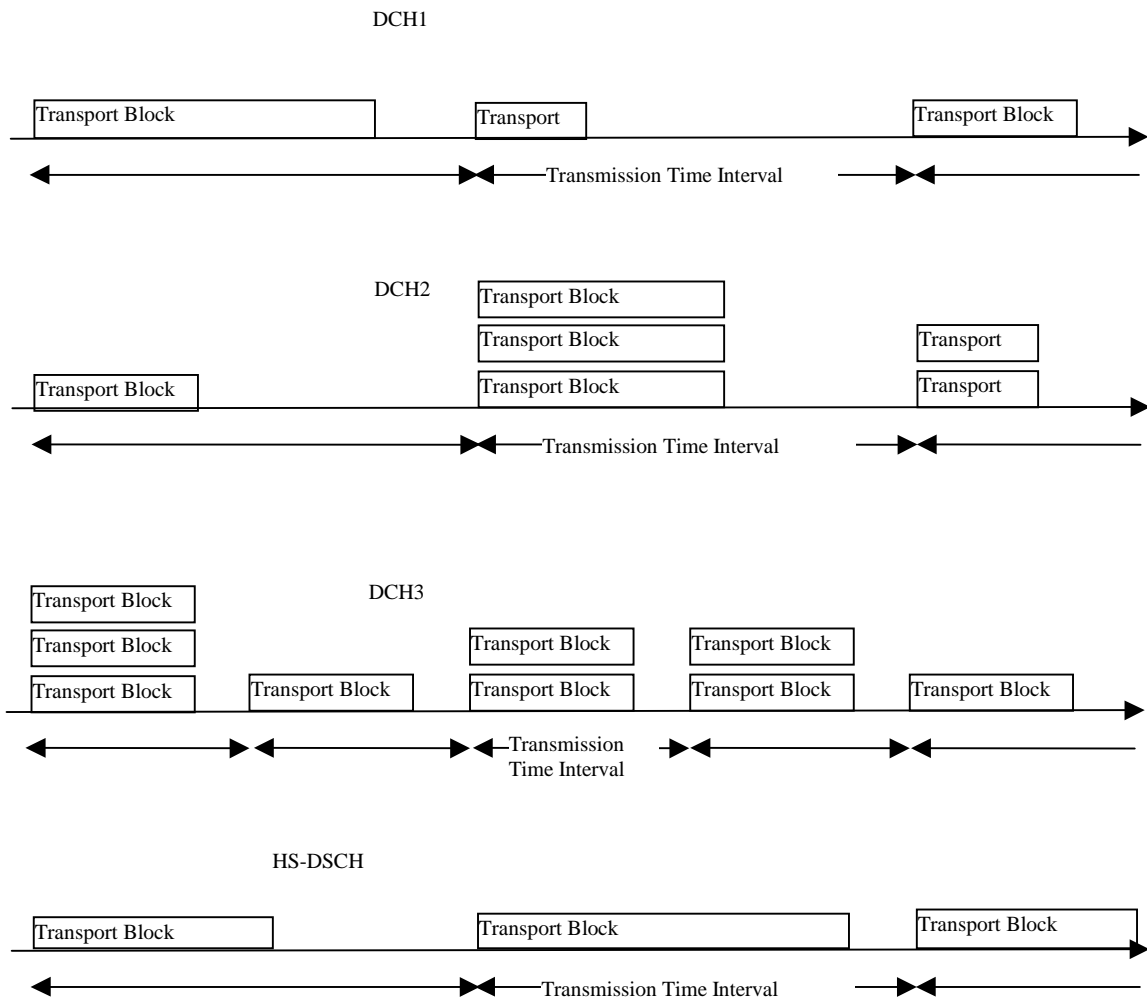 DCH1
Transport Block
Transport
Transport Block
Transmission Time Interval
DCH2
Transport Block
Transport Block
Transport
Transport Block
Transport Block
Transport
Transmission Time Interval
Transport Block
DCH3
Transport Block
Transport Block
Transport Block
Transport Block
Transport Block
Transport Block
Transport Block
Transport Block
Transport Block
Transmission
Time Interval
HS-DSCH
Transport Block
Transport Block
Transport Block
Transmission Time Interval